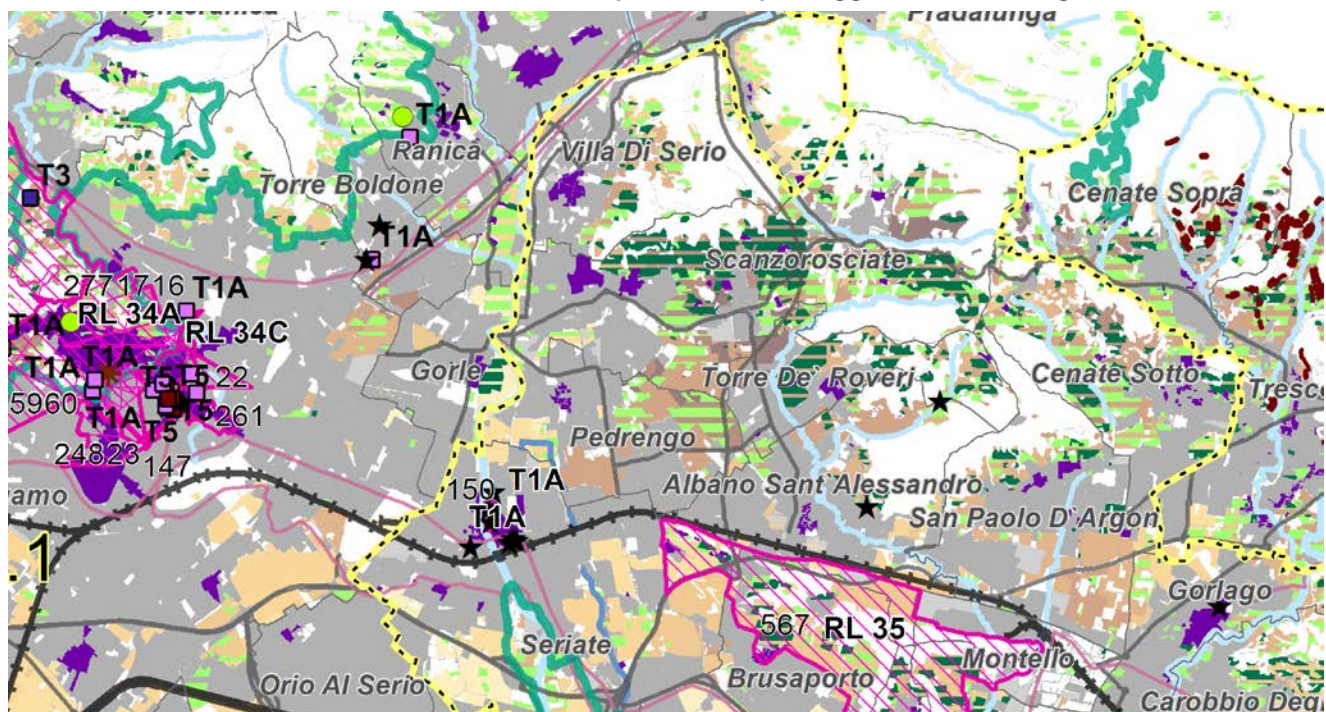 Pradalunga
T1A
Ranica
Villa Di Serio
T3
Torre Boldone
Cenate Sopra
T1A
Scanzorosciate
2771716 T1A
T1A RL 34A RL 34C
T1A
T1A T5 T5 22
Gorle
Torre De` Roveri
Cenate Sotto
5960 T1A T5 261
T5
Pedrengo
24823 147
150 T1A
Albano Sant`Alessandro
T1A
San Paolo D`Argon
.1
Gorlago
567 RL 35
Seriate
Montello
Orio Al Serio
Brusaporto
Carobbio Degl